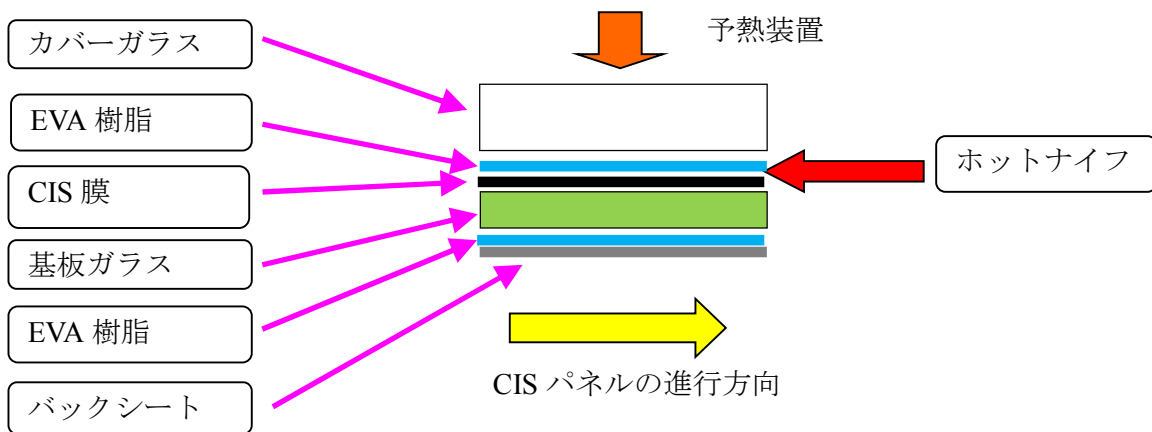 カバーガラス
予熱装置
EVA 樹脂
CIS 膜
ホットナイフ
基板ガラス
EVA 樹脂
CIS パネルの進行方向
バックシート